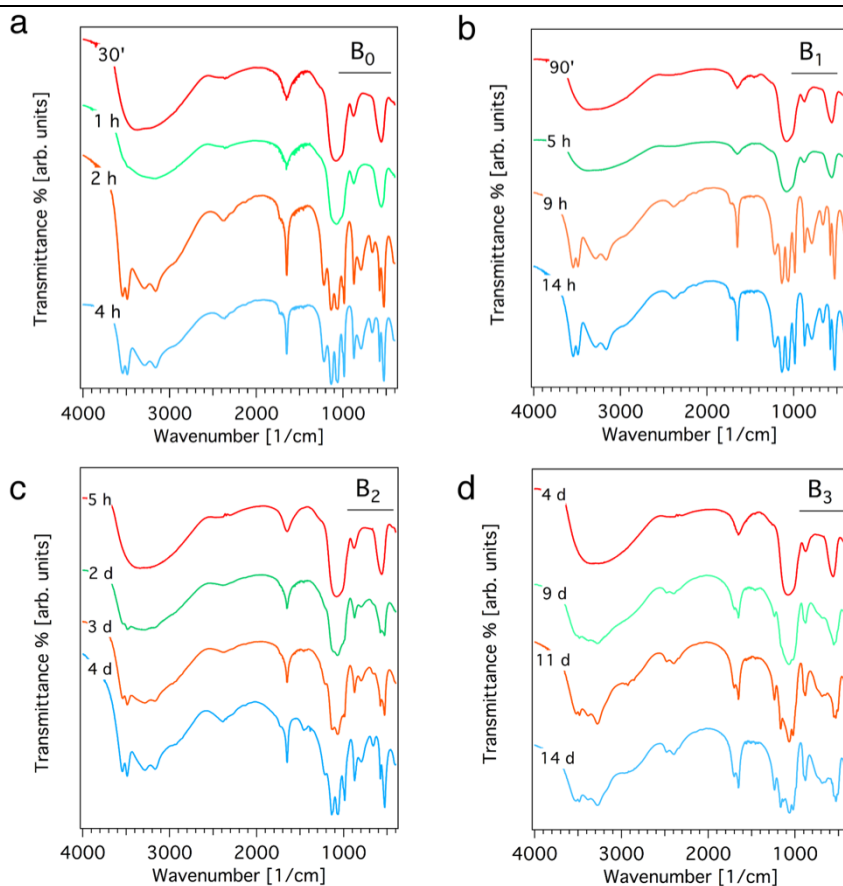 a
B0
30'
1 h
2 h
4 h
Transmittance % [arb. units]
4000 3000 2000 1000
Wavenumber [1/cm]
b
B1
90'
5 h
9 h
14 h
Transmittance % [arb. units]
4000 3000 2000 1000
Wavenumber [1/cm]
c
B2
5 h
2 d
3 d
4 d
Transmittance % [arb. units]
4000 3000 2000 1000
Wavenumber [1/cm]
d
B3
4 d
9 d
11 d
14 d
Transmittance % [arb. units]
4000 3000 2000 1000
Wavenumber [1/cm]